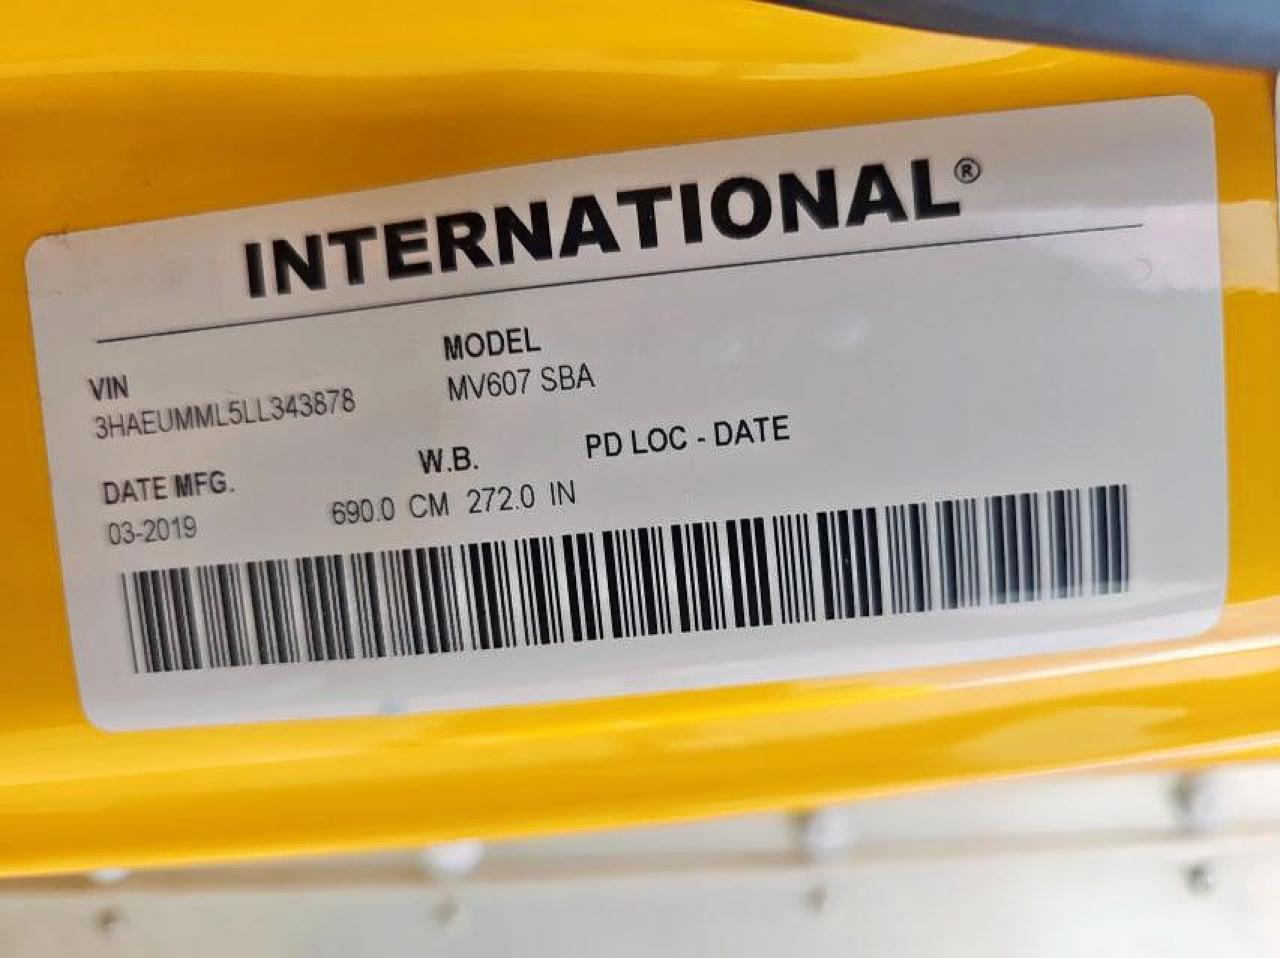 INTERNATIONAL®
MODEL
VIN
MV607 SBA
3HAEUMML5LL343878
PD LOC - DATE
W.B.
DATE MFG.
690.0 CM 272.0 IN
03-2019